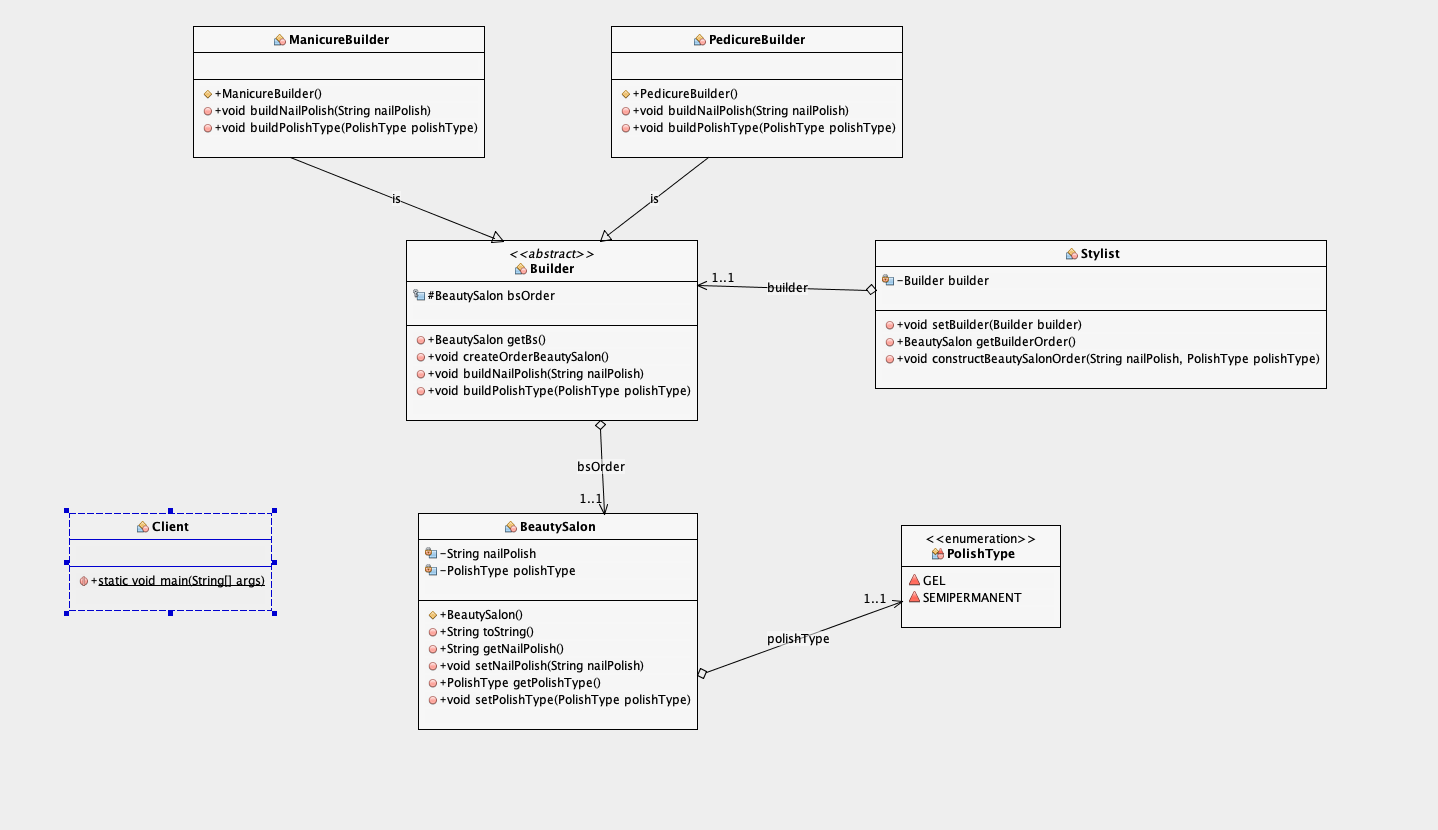 ManicureBuilder
+ManicureBuilder()
+void buildNailPolish(String nailPolish)
+void buildPolishType(PolishType polishType)
PedicureBuilder
+PedicureBuilder()
+void buildNailPolish(String nailPolish)
+void buildPolishType(PolishType polishType)
is
is
<<abstract>>
Builder
#BeautySalon bsOrder
+BeautySalon getBs()
+void createOrderBeautySalon()
+void buildNailPolish(String nailPolish)
+void buildPolishType(PolishType polishType)
1..1
builder
Stylist
-Builder builder
+void setBuilder(Builder builder)
+BeautySalon getBuilderOrder()
+void constructBeautySalonOrder(String nailPolish, PolishType polishType)
bsOrder
1..1
Client
+static void main(String[] args)
BeautySalon
-String nailPolish
-PolishType polishType
+BeautySalon()
+String toString()
+String getNailPolish()
+void setNailPolish(String nailPolish)
+PolishType getPolishType()
+void setPolishType(PolishType polishType)
1..1
polishType
<<enumeration>>
PolishType
GEL
SEMIPERMANENT